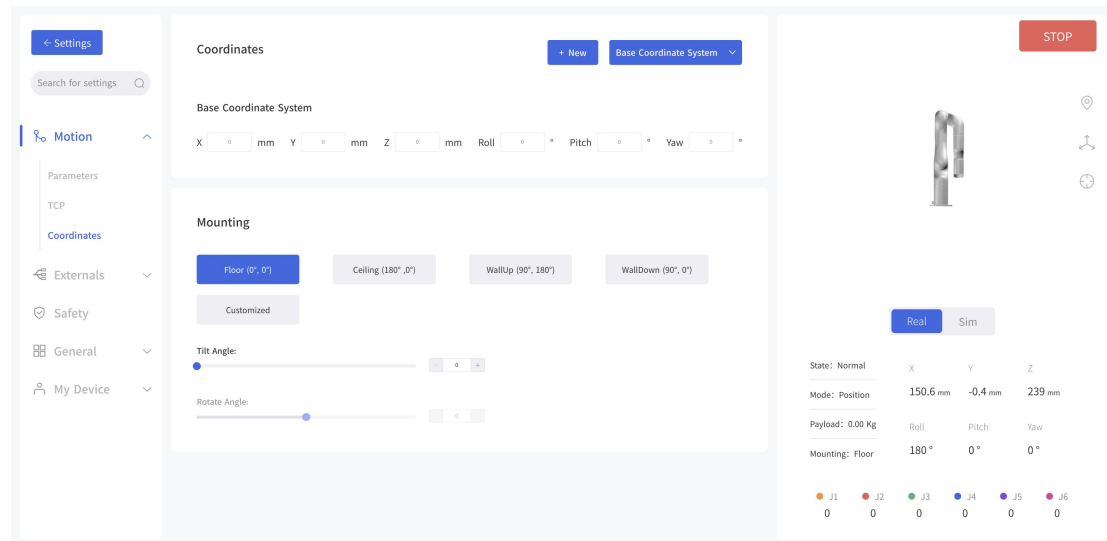 ← Settings
Search for settings
Motion
Parameters
TCP
Coordinates
Externals
Safety
General
My Device
Coordinates
+ New
Base Coordinate System
Base Coordinate System
X 0 mm Y 0 mm Z 0 mm Roll 0 ° Pitch 0 ° Yaw 0 °
Mounting
Floor (0°, 0°) Ceiling (180° ,0°) WallUp (90°, 180°) WallDown (90°, 0°)
Customized
Tilt Angle:
- 0 +
Rotate Angle:
0
STOP
Real Sim
State: Normal
Mode: Position
Payload: 0.00 Kg
Mounting: Floor
X Y Z
150.6 mm -0.4 mm 239 mm
Roll Pitch Yaw
180 ° 0 ° 0 °
J1 J2 J3 J4 J5 J6
0 0 0 0 0 0